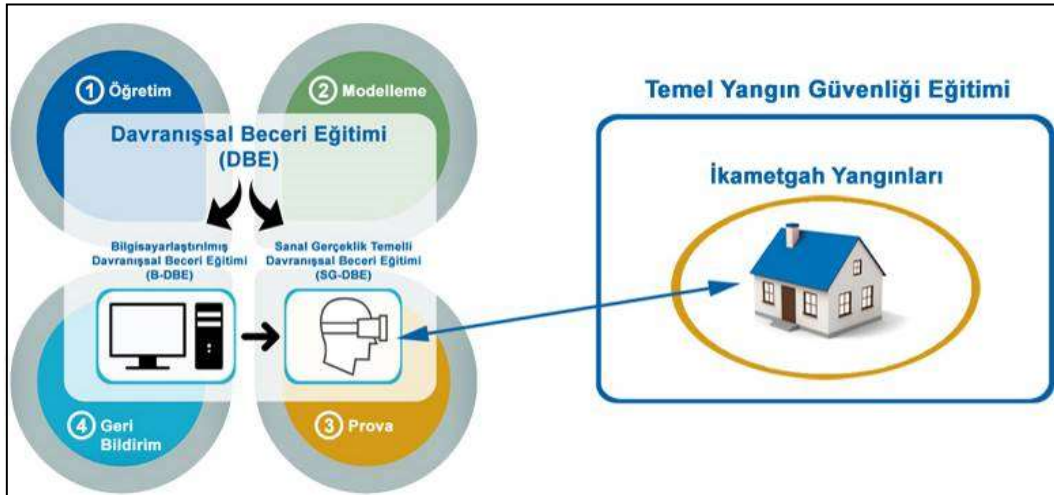 1 Öğretim
2 Modelleme
Davranışsal Beceri Eğitimi
(DBE)
Bilgisayarlaştırılmış
Davranışsal Beceri Eğitimi
(B-DBE)
Sanal Gerçeklik Temelli
Davranışsal Beceri Eğitimi
(SG-DBE)
4 Geri
Bildirim
3 Prova
Temel Yangın Güvenliği Eğitimi
İkametgah Yangınları